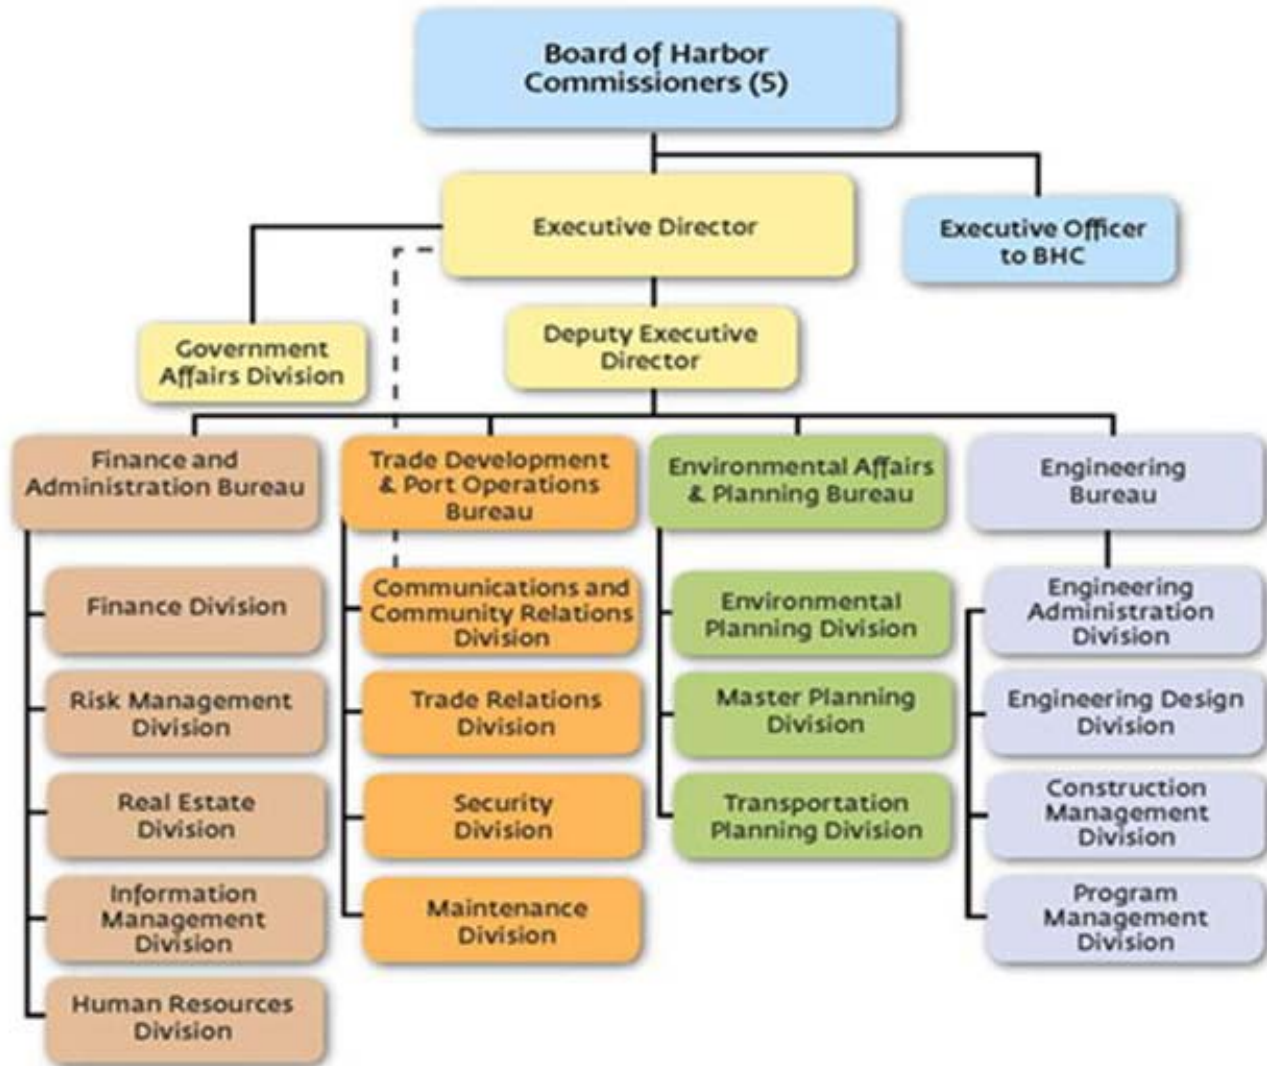 Board of Harbor
Commissioners (5)
Executive Director
Executive Officer
to BHC
Government
Affairs Division
Deputy Executive
Director
Finance and
Administration Bureau
Finance Division
Risk Management
Division
Real Estate
Division
Information
Management
Division
Human Resources
Division
Trade Development
& Port Operations
Bureau
Communications and
Community Relations
Division
Trade Relations
Division
Security
Division
Maintenance
Division
Environmental Affairs
& Planning Bureau
Environmental
Planning Division
Master Planning
Division
Transportation
Planning Division
Engineering
Bureau
Engineering
Administration
Division
Engineering Design
Division
Construction
Management
Division
Program
Management
Division